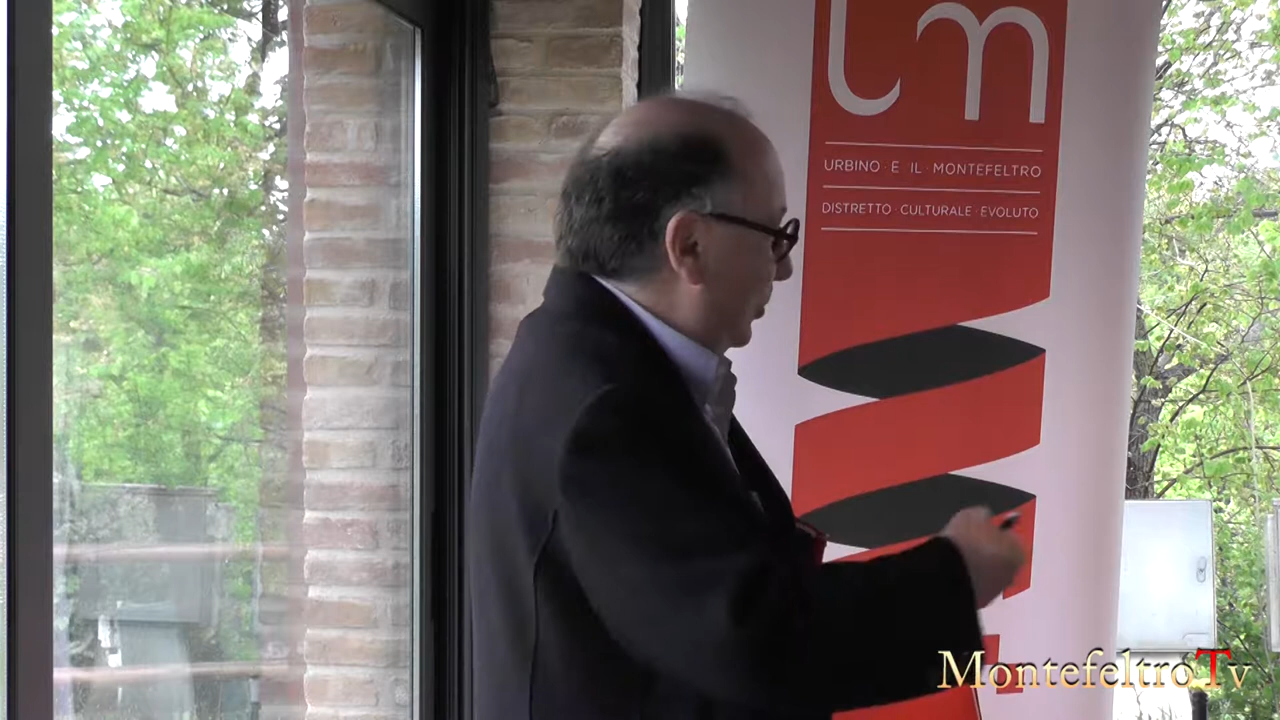 um
URBINO · E · IL · MONTEFELTRO
DISTRETTO · CULTURALE · EVOLUTO
MontefeltroTv